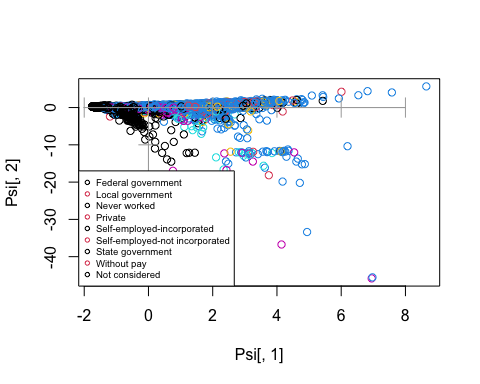 0
-10
-20
-30
-40
Psi[, 2]
Federal government
Local government
Never worked
Private
Self-employed-incorporated
Self-employed-not incorporated
State government
Without pay
Not considered
-2
0
2
4
6
8
Psi[, 1]